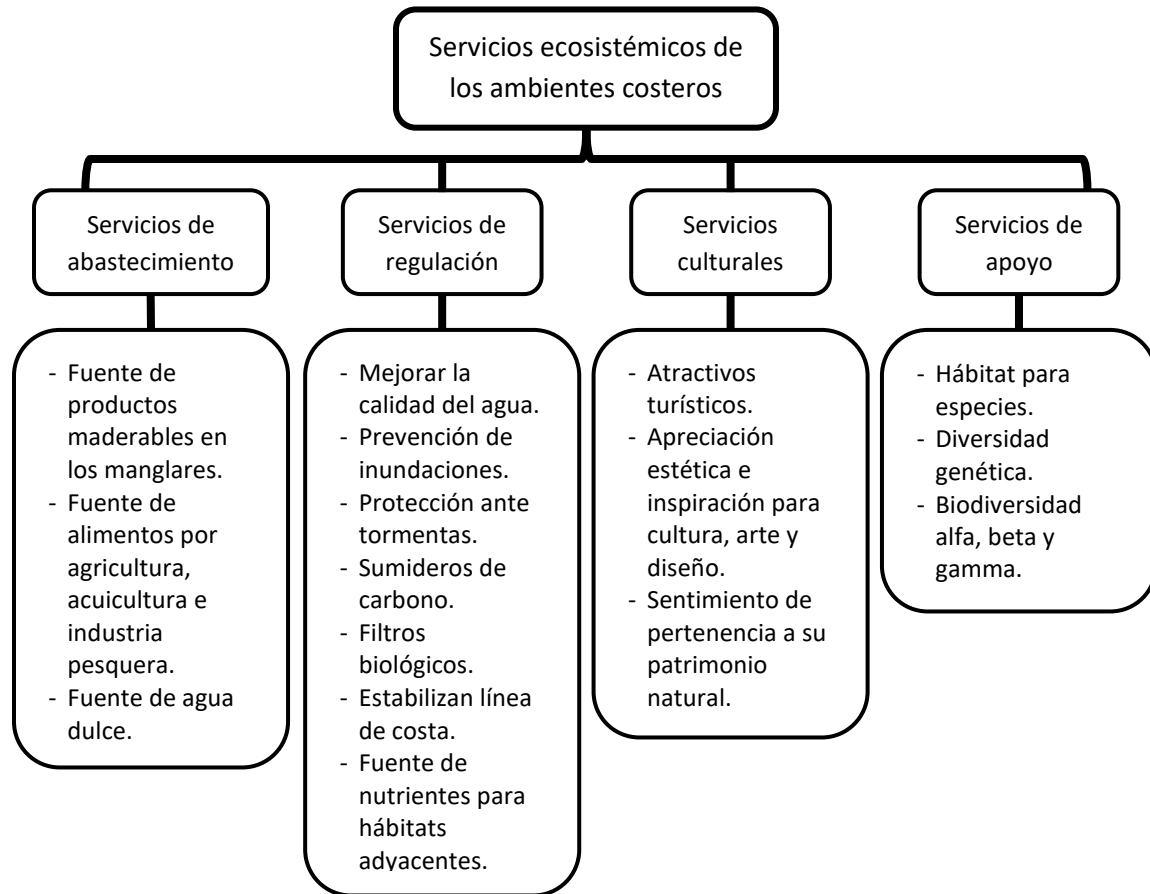 Servicios ecosistémicos de
los ambientes costeros
Servicios de
abastecimiento
Servicios de
regulación
Servicios
culturales
Servicios de
apoyo
- Fuente de
productos
maderables en
los manglares.
- Fuente de
alimentos por
agricultura,
acuicultura e
industria
pesquera.
- Fuente de agua
dulce.
- Mejorar la
calidad del agua.
- Prevención de
inundaciones.
- Protección ante
tormentas.
- Sumideros de
carbono.
- Filtros
biológicos.
- Estabilizan línea
de costa.
- Fuente de
nutrientes para
hábitats
adyacentes.
- Atractivos
turísticos.
- Apreciación
estética e
inspiración para
cultura, arte y
diseño.
- Sentimiento de
pertenencia a su
patrimonio
natural.
- Hábitat para
especies.
- Diversidad
genética.
- Biodiversidad
alfa, beta y
gamma.